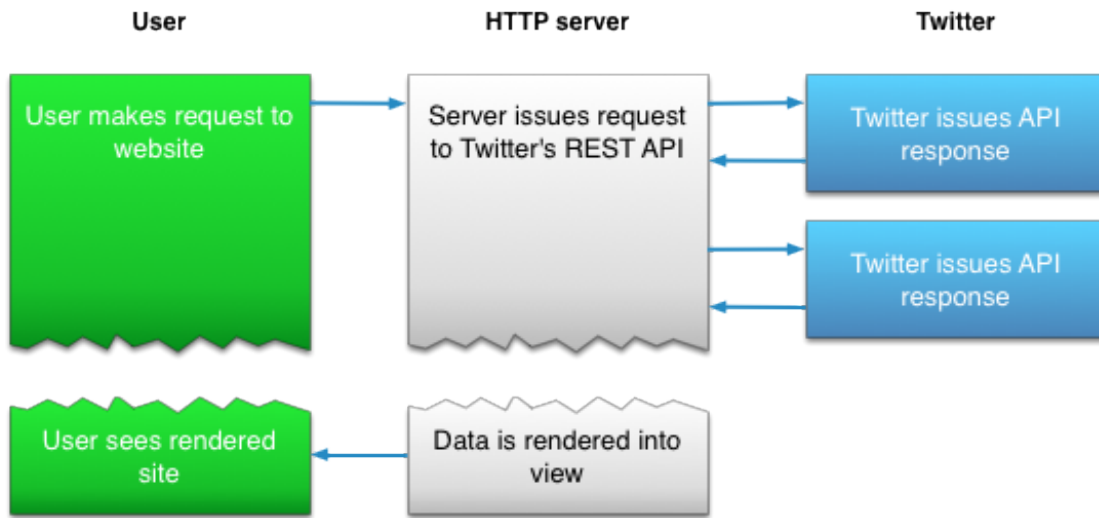 User
HTTP server
Twitter
User makes request to
website
Server issues request
to Twitter's REST API
Twitter issues API
response
Twitter issues API
response
User sees rendered
site
Data is rendered into
view